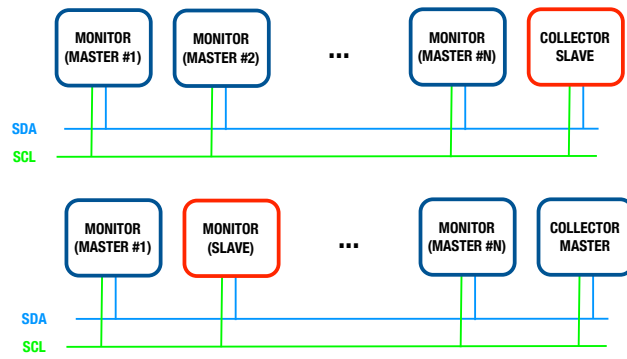 MONITOR
(MASTER #1)
MONITOR
(MASTER #2)
...
MONITOR
(MASTER #N)
COLLECTOR
SLAVE
SDA
SCL
MONITOR
(MASTER #1)
MONITOR
(SLAVE)
...
MONITOR
(MASTER #N)
COLLECTOR
MASTER
SDA
SCL